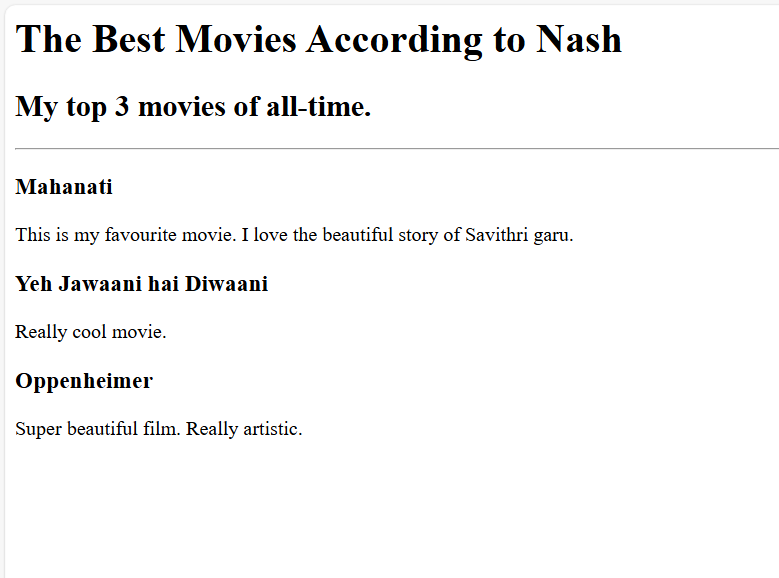 The Best Movies According to Nash
My top 3 movies of all-time.
Mahanati
This is my favourite movie. I love the beautiful story of Savithri garu.
Yeh Jawaani hai Diwaani
Really cool movie.
Oppenheimer
Super beautiful film. Really artistic.